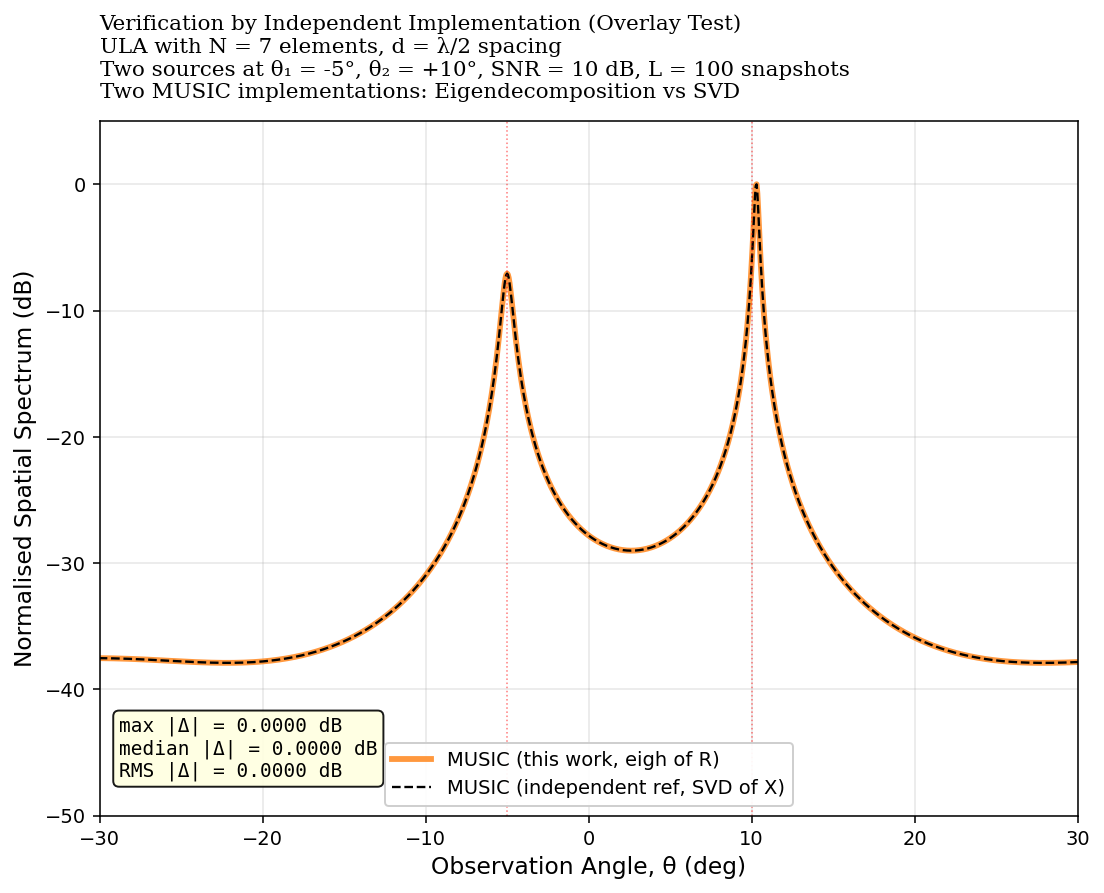 Verification by Independent Implementation (Overlay Test)
ULA with N = 7 elements, d = λ/2 spacing
Two sources at θ₁ = -5°, θ₂ = +10°, SNR = 10 dB, L = 100 snapshots
Two MUSIC implementations: Eigendecomposition vs SVD
Normalised Spatial Spectrum (dB)
0
−10
−20
−30
−40
−50
max |Δ| = 0.0000 dB
median |Δ| = 0.0000 dB
RMS |Δ| = 0.0000 dB
MUSIC (this work, eigh of R)
MUSIC (independent ref, SVD of X)
−30
−20
−10
0
10
20
30
Observation Angle, θ (deg)